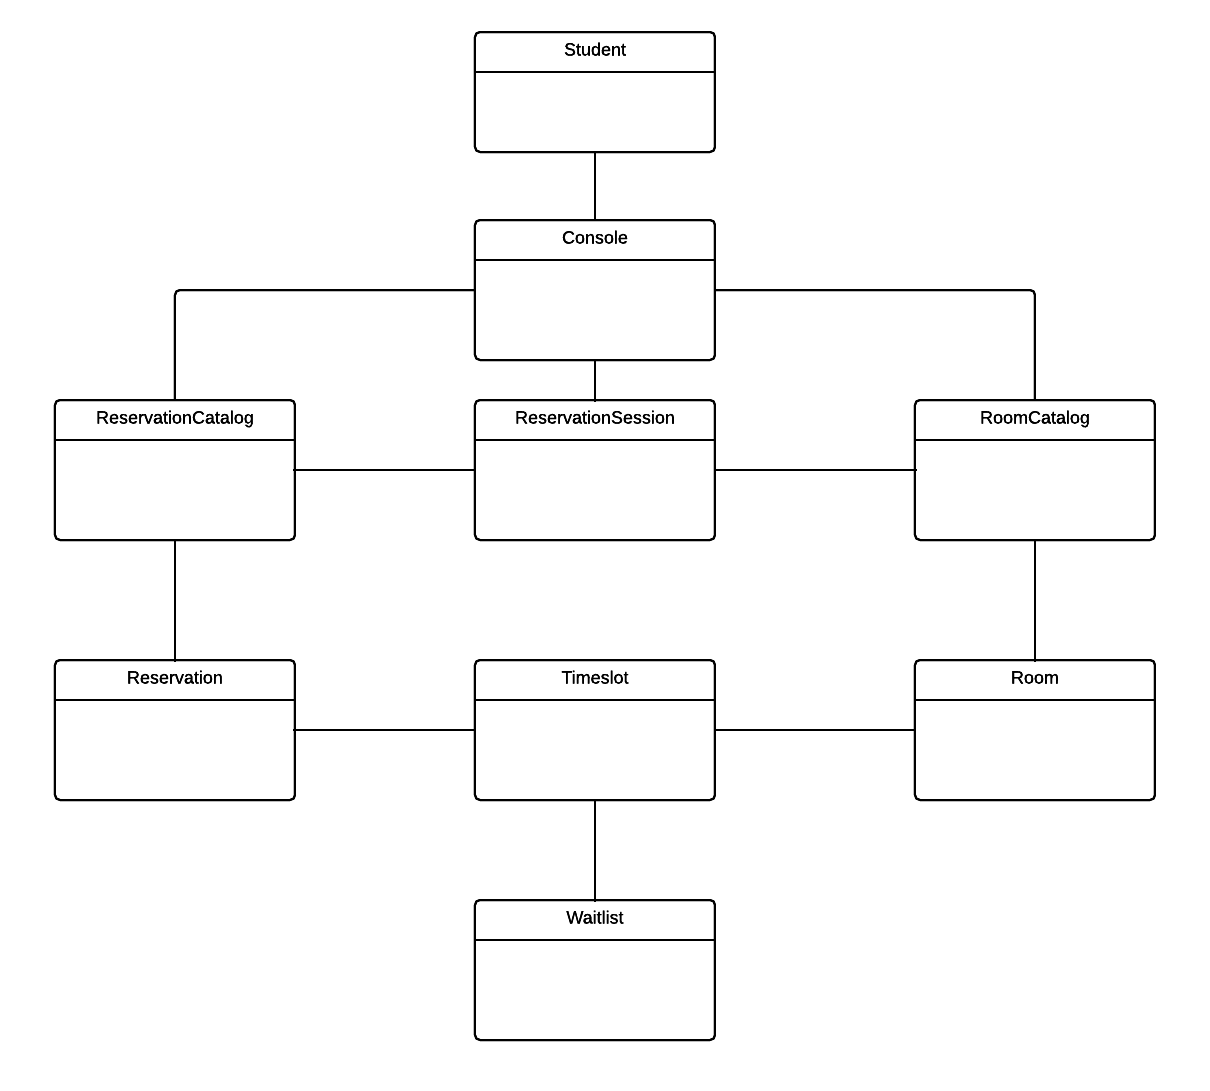 Student
Console
ReservationCatalog
ReservationSession
RoomCatalog
Reservation
Timeslot
Room
Waitlist